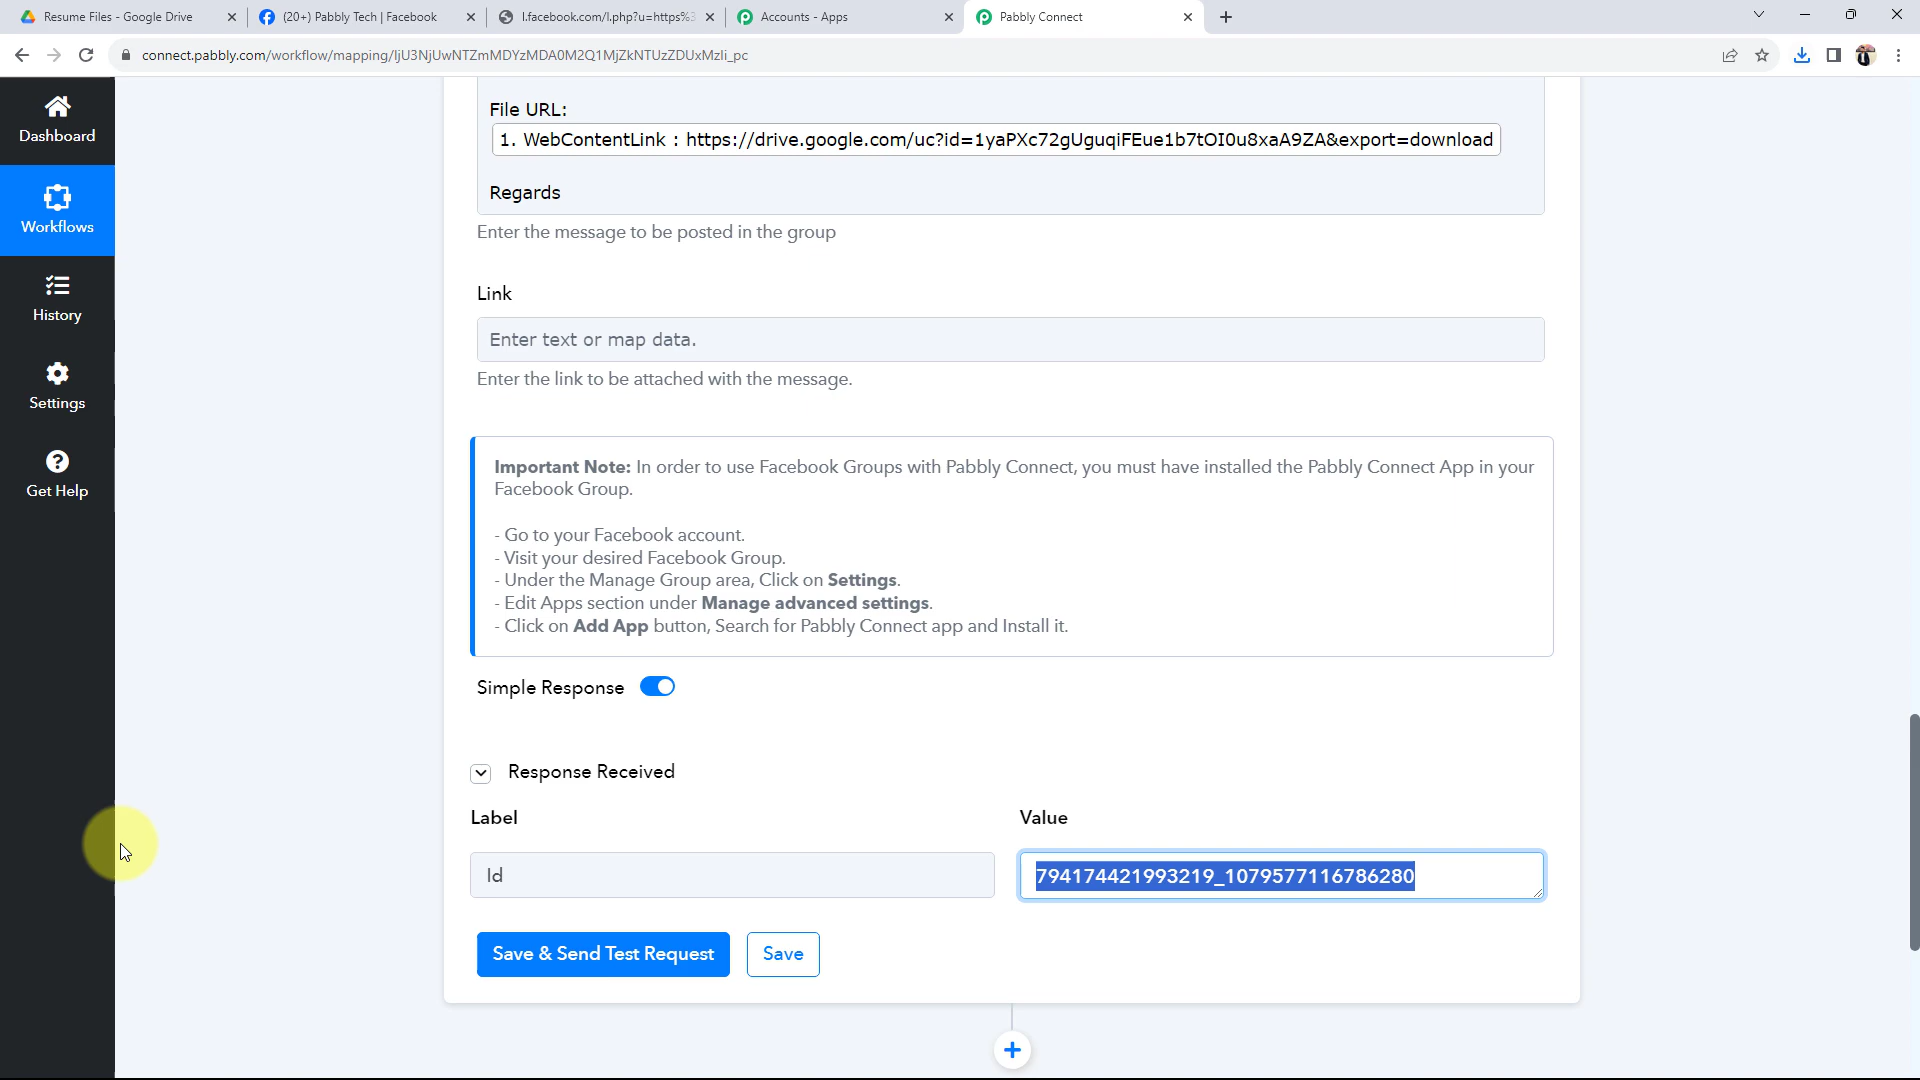 Resume Files - Google Drive
(20+) Pabbly Tech | Facebook
l.facebook.com/l.php?u=https%3
Accounts - Apps
Pabbly Connect
connect.pabbly.com/workflow/mapping/IjU3NjUwNTZmMDYzMDA0M2Q1MjZkNTUzZDUxMzIi_pc
Dashboard
Workflows
History
Settings
Get Help
File URL:
1. WebContentLink : https://drive.google.com/uc?id=1yaPXc72gUguqiFEue1b7tOI0u8xaA9ZA&export=download
Regards
Enter the message to be posted in the group
Link
Enter text or map data.
Enter the link to be attached with the message.
Important Note: In order to use Facebook Groups with Pabbly Connect, you must have installed the Pabbly Connect App in your
Facebook Group.
- Go to your Facebook account.
- Visit your desired Facebook Group.
- Under the Manage Group area, Click on Settings.
- Edit Apps section under Manage advanced settings.
- Click on Add App button, Search for Pabbly Connect app and Install it.
Simple Response
Response Received
Label
Value
Id
794174421993219_1079577116786280
Save & Send Test Request
Save